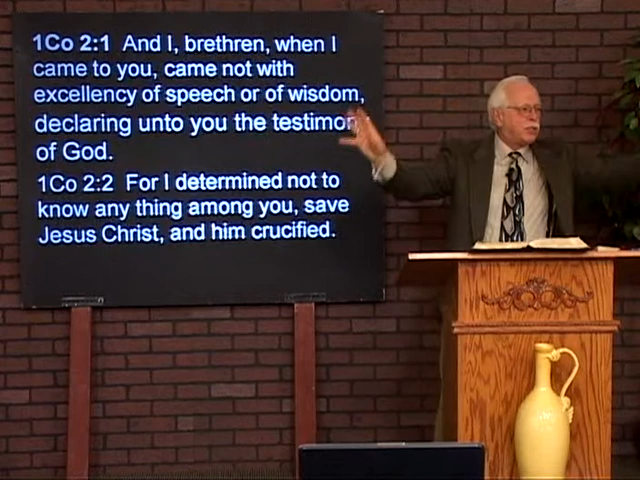 1Co 2:1 And I, brethren, when I
came to you, came not with
excellency of speech or of wisdom,
declaring unto you the testimony
of God.
1Co 2:2 For I determined not to
know any thing among you, save
Jesus Christ, and him crucified.